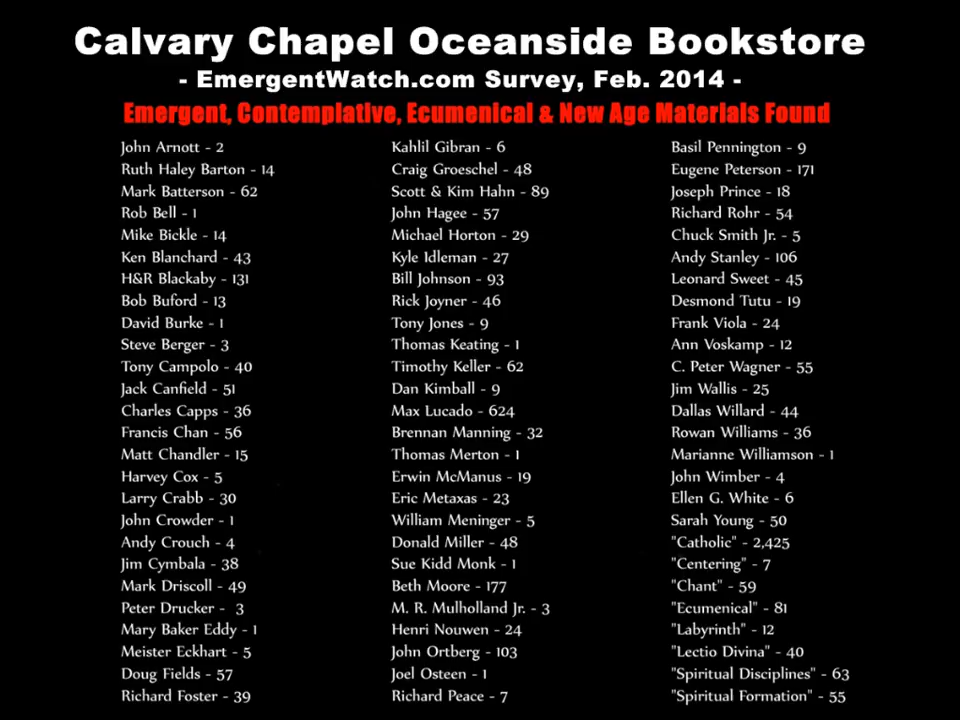 Calvary Chapel Oceanside Bookstore
- EmergentWatch.com Survey, Feb. 2014 -
Emergent, Contemplative, Ecumenical & New Age Materials Found
John Arnott - 2
Ruth Haley Barton - 14
Mark Batterson - 62
Rob Bell - 1
Mike Bickle - 14
Ken Blanchard - 43
H&R Blackaby - 131
Bob Buford - 13
David Burke - 1
Steve Berger - 3
Tony Campolo - 40
Jack Canfield - 51
Charles Capps - 36
Francis Chan - 56
Matt Chandler - 15
Harvey Cox - 5
Larry Crabb - 30
John Crowder - 1
Andy Crouch - 4
Jim Cymbala - 38
Mark Driscoll - 49
Peter Drucker - 3
Mary Baker Eddy - 1
Meister Eckhart - 5
Doug Fields - 57
Richard Foster - 39
Kahlil Gibran - 6
Craig Groeschel - 48
Scott & Kim Hahn - 89
John Hagee - 57
Michael Horton - 29
Kyle Idleman - 27
Bill Johnson - 93
Rick Joyner - 46
Tony Jones - 9
Thomas Keating - 1
Timothy Keller - 62
Dan Kimball - 9
Max Lucado - 624
Brennan Manning - 32
Thomas Merton - 1
Erwin McManus - 19
Eric Metaxas - 23
William Meninger - 5
Donald Miller - 48
Sue Kidd Monk - 1
Beth Moore - 177
M. R. Mulholland Jr. - 3
Henri Nouwen - 24
John Ortberg - 103
Joel Osteen - 1
Richard Peace - 7
Basil Pennington - 9
Eugene Peterson - 171
Joseph Prince - 18
Richard Rohr - 54
Chuck Smith Jr. - 5
Andy Stanley - 106
Leonard Sweet - 45
Desmond Tutu - 19
Frank Viola - 24
Ann Voskamp - 12
C. Peter Wagner - 55
Jim Wallis - 25
Dallas Willard - 44
Rowan Williams - 36
Marianne Williamson - 1
John Wimber - 4
Ellen G. White - 6
Sarah Young - 50
"Catholic" - 2,425
"Centering" - 7
"Chant" - 59
"Ecumenical" - 81
"Labyrinth" - 12
"Lectio Divina" - 40
"Spiritual Disciplines" - 63
"Spiritual Formation" - 55